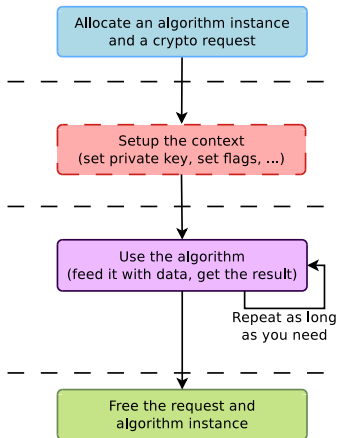 Allocate an algorithm instance
and a crypto request
Setup the context
(set private key, set flags, ...)
Use the algorithm
(feed it with data, get the result)
Repeat as long
as you need
Free the request and
algorithm instance